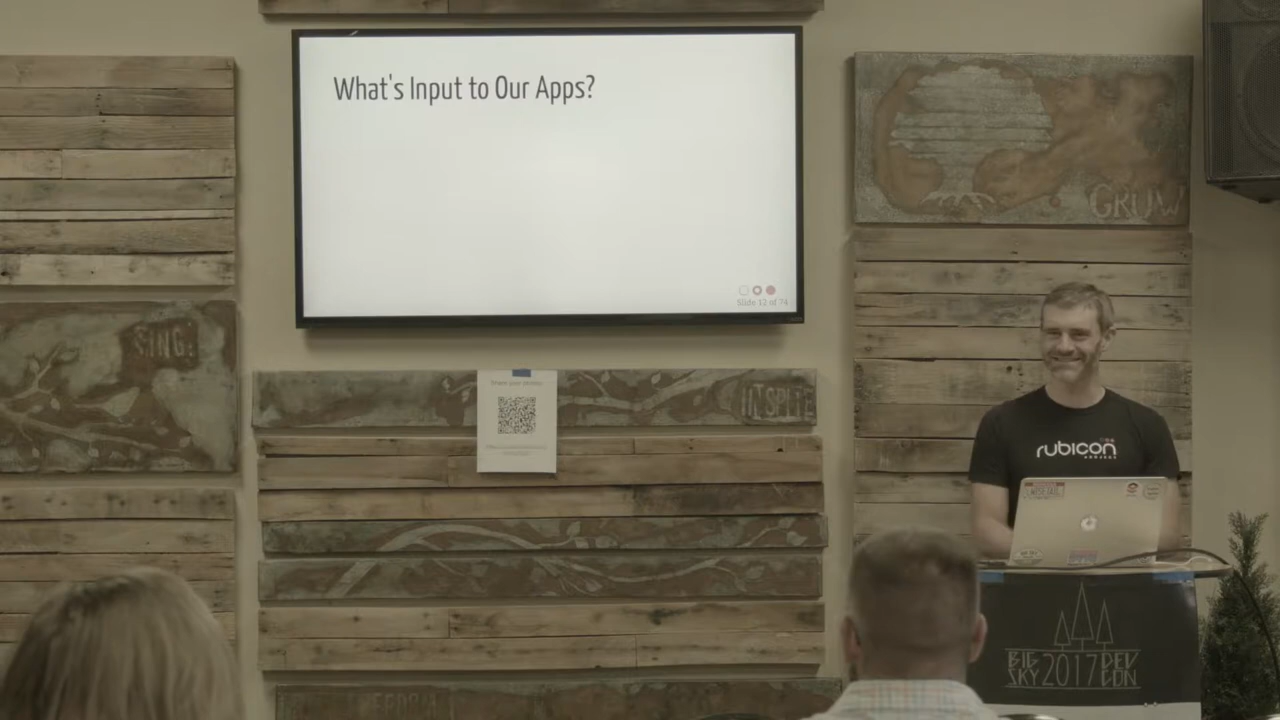 What's Input to Our Apps?
Slide 12 of 74
GROW
SING!
INSPIRE
rubicon
BIG SKY 2017 DEV CON